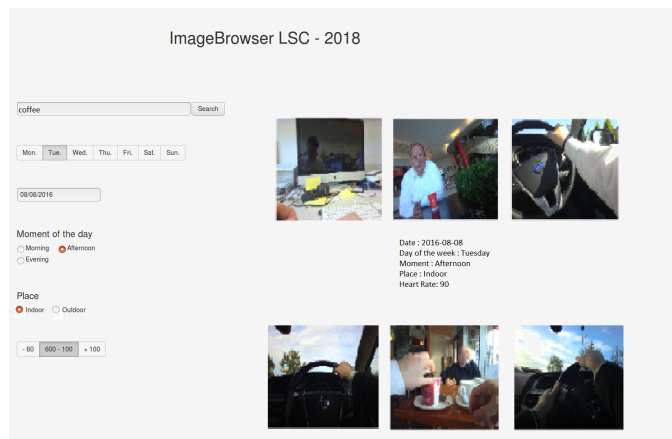 ImageBrowser LSC - 2018
coffee
Search
Mon. Tue. Wed. Thu. Fri. Sat. Sun.
08/08/2016
Moment of the day
Morning Afternoon
Evening
Place
Indoor Outdoor
- 60 600 - 100 + 100
Date : 2016-08-08
Day of the week : Tuesday
Moment : Afternoon
Place : Indoor
Heart Rate: 90